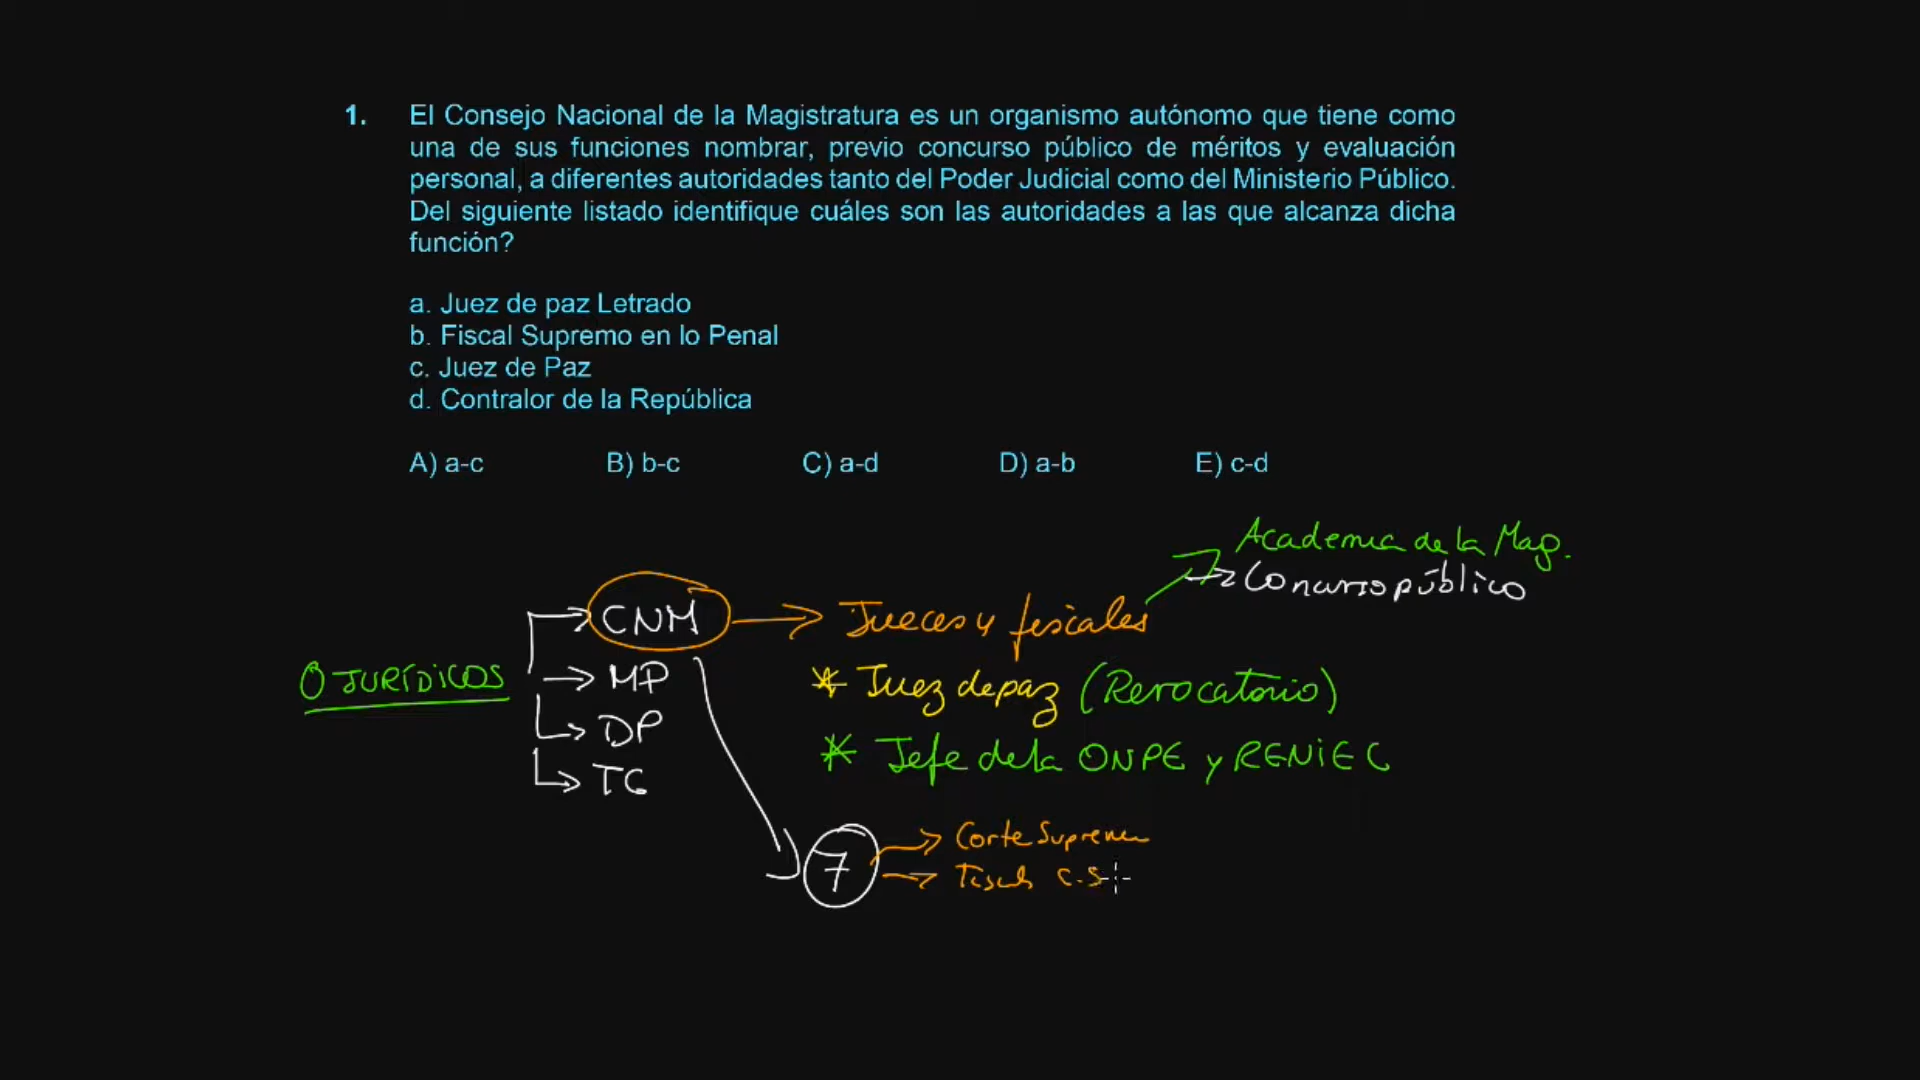 1. El Consejo Nacional de la Magistratura es un organismo autónomo que tiene como
una de sus funciones nombrar, previo concurso público de méritos y evaluación
personal, a diferentes autoridades tanto del Poder Judicial como del Ministerio Público.
Del siguiente listado identifique cuáles son las autoridades a las que alcanza dicha
función?
a. Juez de paz Letrado
b. Fiscal Supremo en lo Penal
c. Juez de Paz
d. Contralor de la República
A) a-c B) b-c C) a-d D) a-b E) c-d
Academia de la Mag.
Concurso público
CNM Jueces y fiscales
O JURÍDICOS MP * Juez de paz (Revocatorio)
DP
* Jefe de la ONPE y RENIEC
TC
Corte Suprema
7
C.S